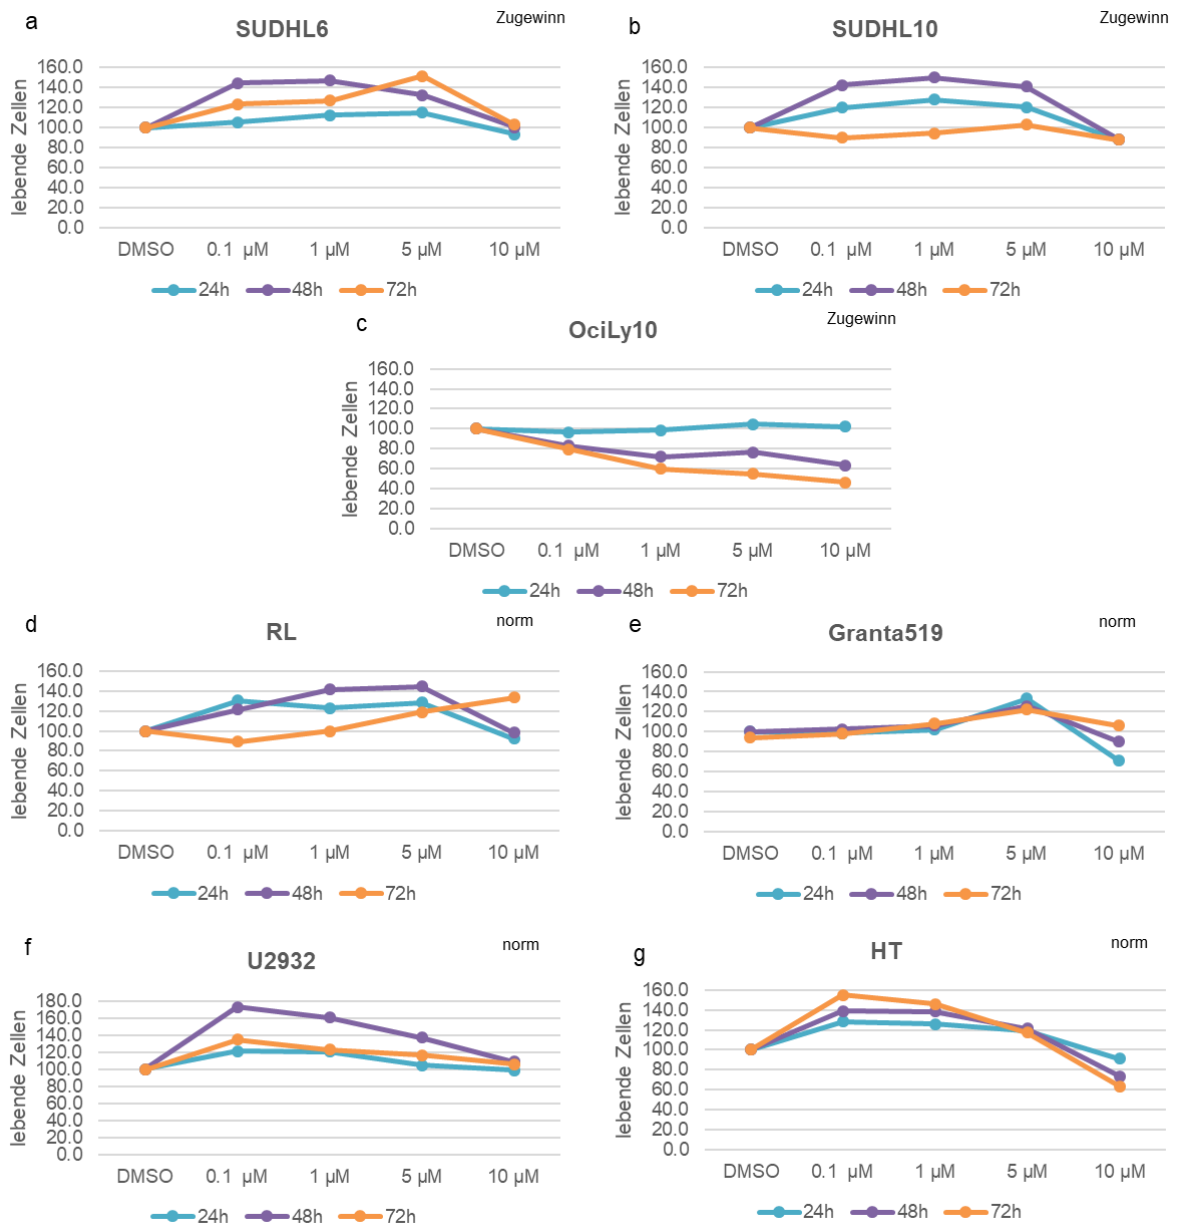 a
SUDHL6
Zugewinn
lebende Zellen
160.0
140.0
120.0
100.0
80.0
60.0
40.0
20.0
0.0
DMSO 0.1 µM 1 µM 5 µM 10 µM
24h 48h 72h
b
SUDHL10
Zugewinn
lebende Zellen
160.0
140.0
120.0
100.0
80.0
60.0
40.0
20.0
0.0
DMSO 0.1 µM 1 µM 5 µM 10 µM
24h 48h 72h
c
OciLy10
Zugewinn
lebende Zellen
160.0
140.0
120.0
100.0
80.0
60.0
40.0
20.0
0.0
DMSO 0.1 µM 1 µM 5 µM 10 µM
24h 48h 72h
d
RL
norm
lebende Zellen
160.0
140.0
120.0
100.0
80.0
60.0
40.0
20.0
0.0
DMSO 0.1 µM 1 µM 5 µM 10 µM
24h 48h 72h
e
Granta519
norm
lebende Zellen
160.0
140.0
120.0
100.0
80.0
60.0
40.0
20.0
0.0
DMSO 0.1 µM 1 µM 5 µM 10 µM
24h 48h 72h
f
U2932
norm
lebende Zellen
180.0
160.0
140.0
120.0
100.0
80.0
60.0
40.0
20.0
0.0
DMSO 0.1 µM 1 µM 5 µM 10 µM
24h 48h 72h
g
HT
norm
lebende Zellen
160.0
140.0
120.0
100.0
80.0
60.0
40.0
20.0
0.0
DMSO 0.1 µM 1 µM 5 µM 10 µM
24h 48h 72h